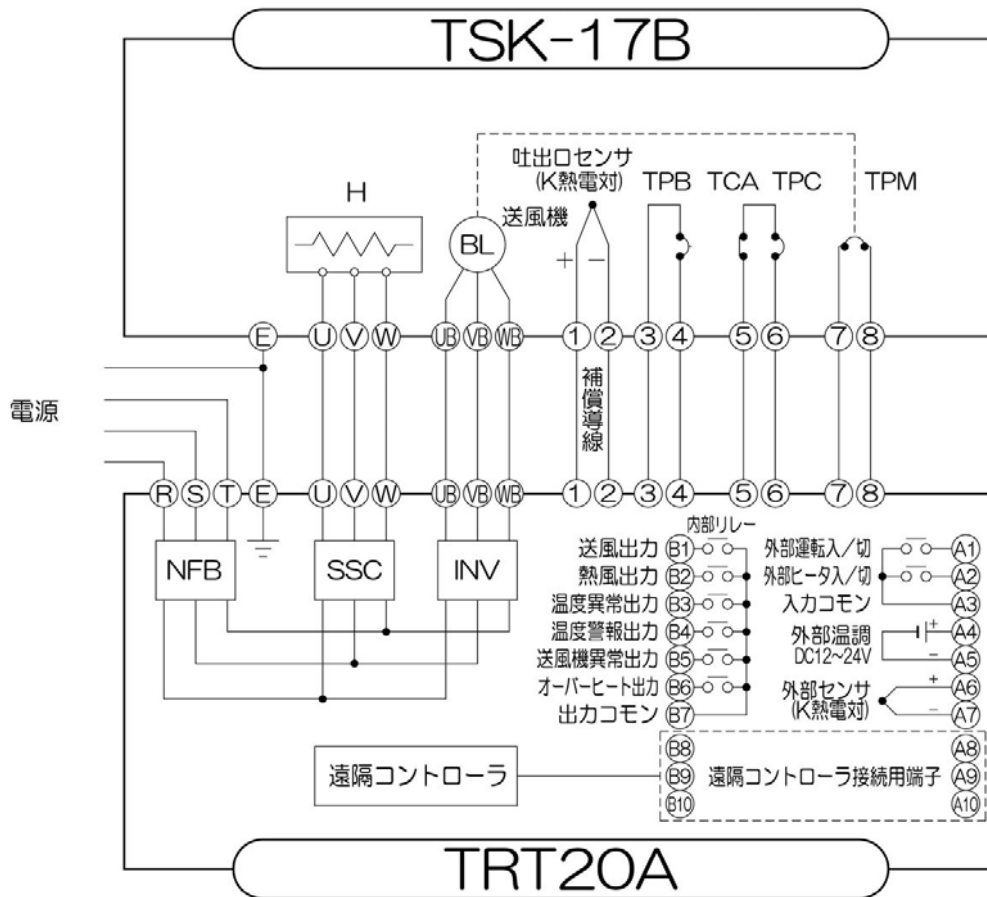 TSK-17B
吐出口センサ
(K熱電対)
TPB
TCA
TPC
TPM
H
送風機
BL
+
−
E
U
V
W
UB
VB
WB
1
2
3
4
5
6
7
8
電源
補償導線
R
S
T
E
U
V
W
UB
VB
WB
1
2
3
4
5
6
7
8
NFB
SSC
INV
内部リレー
送風出力 B1
熱風出力 B2
温度異常出力 B3
温度警報出力 B4
送風機異常出力 B5
オーバーヒート出力 B6
出力コモン B7
外部運転入/切 A1
外部ヒータ入/切 A2
入力コモン A3
外部温調
DC12~24V
+ A4
− A5
外部センサ
(K熱電対)
+ A6
− A7
遠隔コントローラ
B8
B9
B10
遠隔コントローラ接続用端子
A8
A9
A10
TRT20A